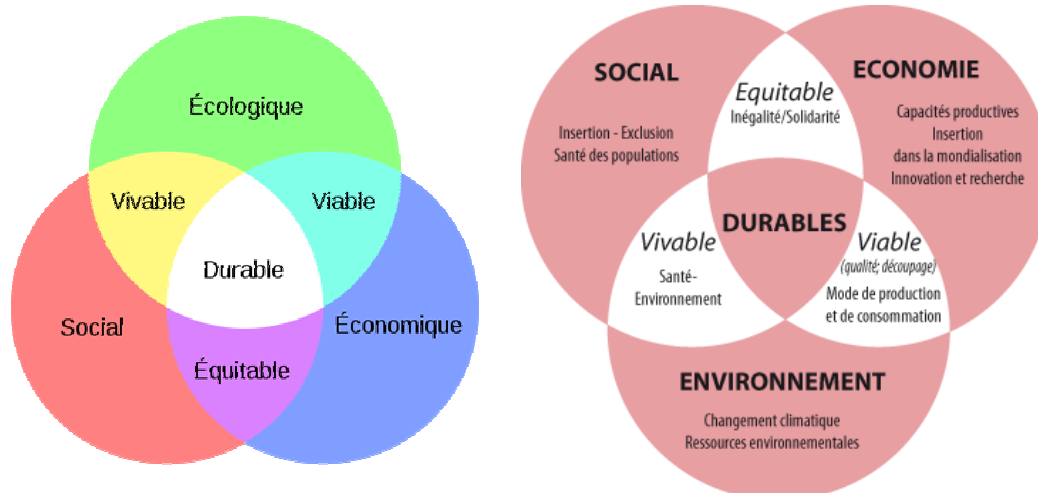 Écologique
Vivable
Viable
Durable
Social
Économique
Équitable
SOCIAL
Insertion - Exclusion
Santé des populations
Equitable
Inégalité/Solidarité
ECONOMIE
Capacités productives
Insertion
dans la mondialisation
Innovation et recherche
DURABLES
Vivable
Santé-
Environnement
Viable
(qualité; découpage)
Mode de production
et de consommation
ENVIRONNEMENT
Changement climatique
Ressources environnementales